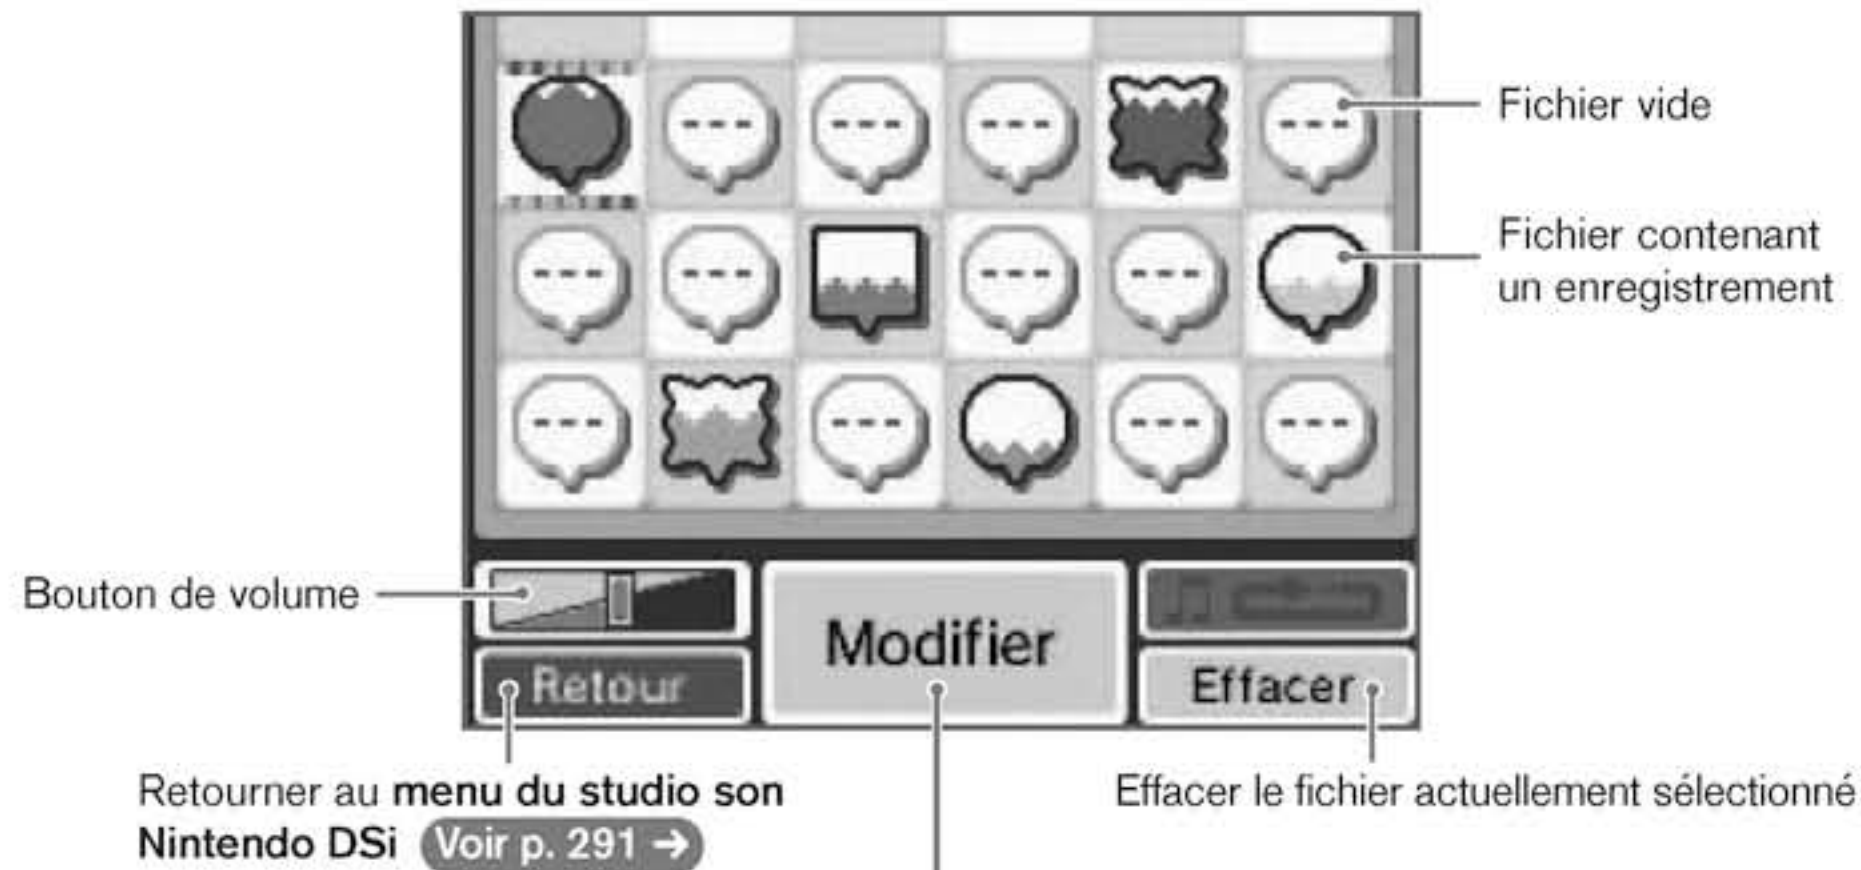 Fichier vide
Fichier contenant
un enregistrement
Bouton de volume
Modifier
Retour
Effacer
Retourner au menu du studio son
Nintendo DSi Voir p. 291 →
Effacer le fichier actuellement sélectionné